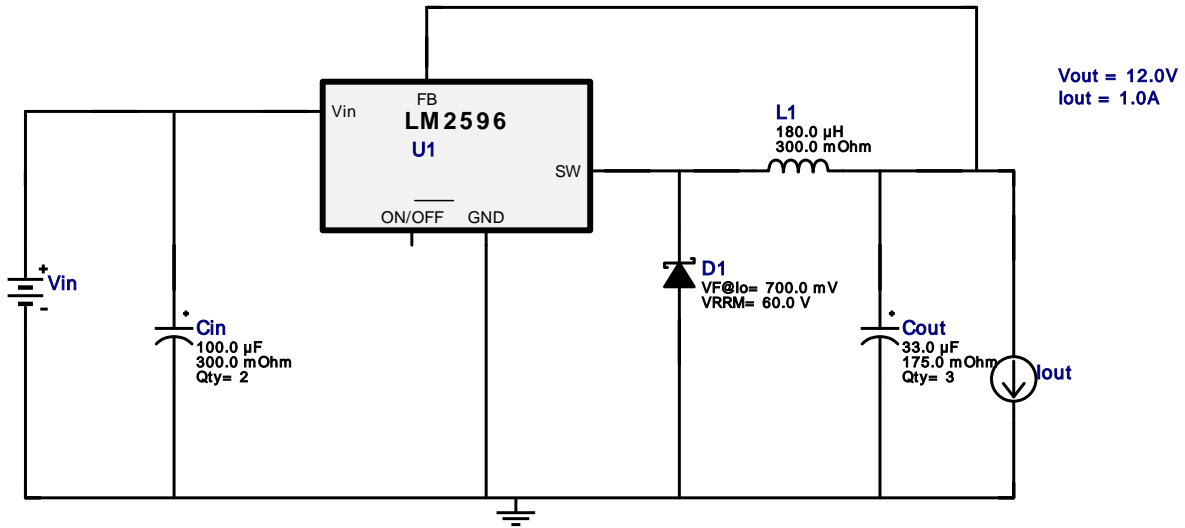 Vout = 12.0V
Iout = 1.0A
FB
Vin
LM2596
U1
SW
ON/OFF
GND
L1
180.0 µH
300.0 mOhm
+
Vin
-
+
Cin
100.0 µF
300.0 mOhm
Qty= 2
D1
VF@Io= 700.0 mV
VRRM= 60.0 V
+
Cout
33.0 µF
175.0 mOhm
Qty= 3
Iout